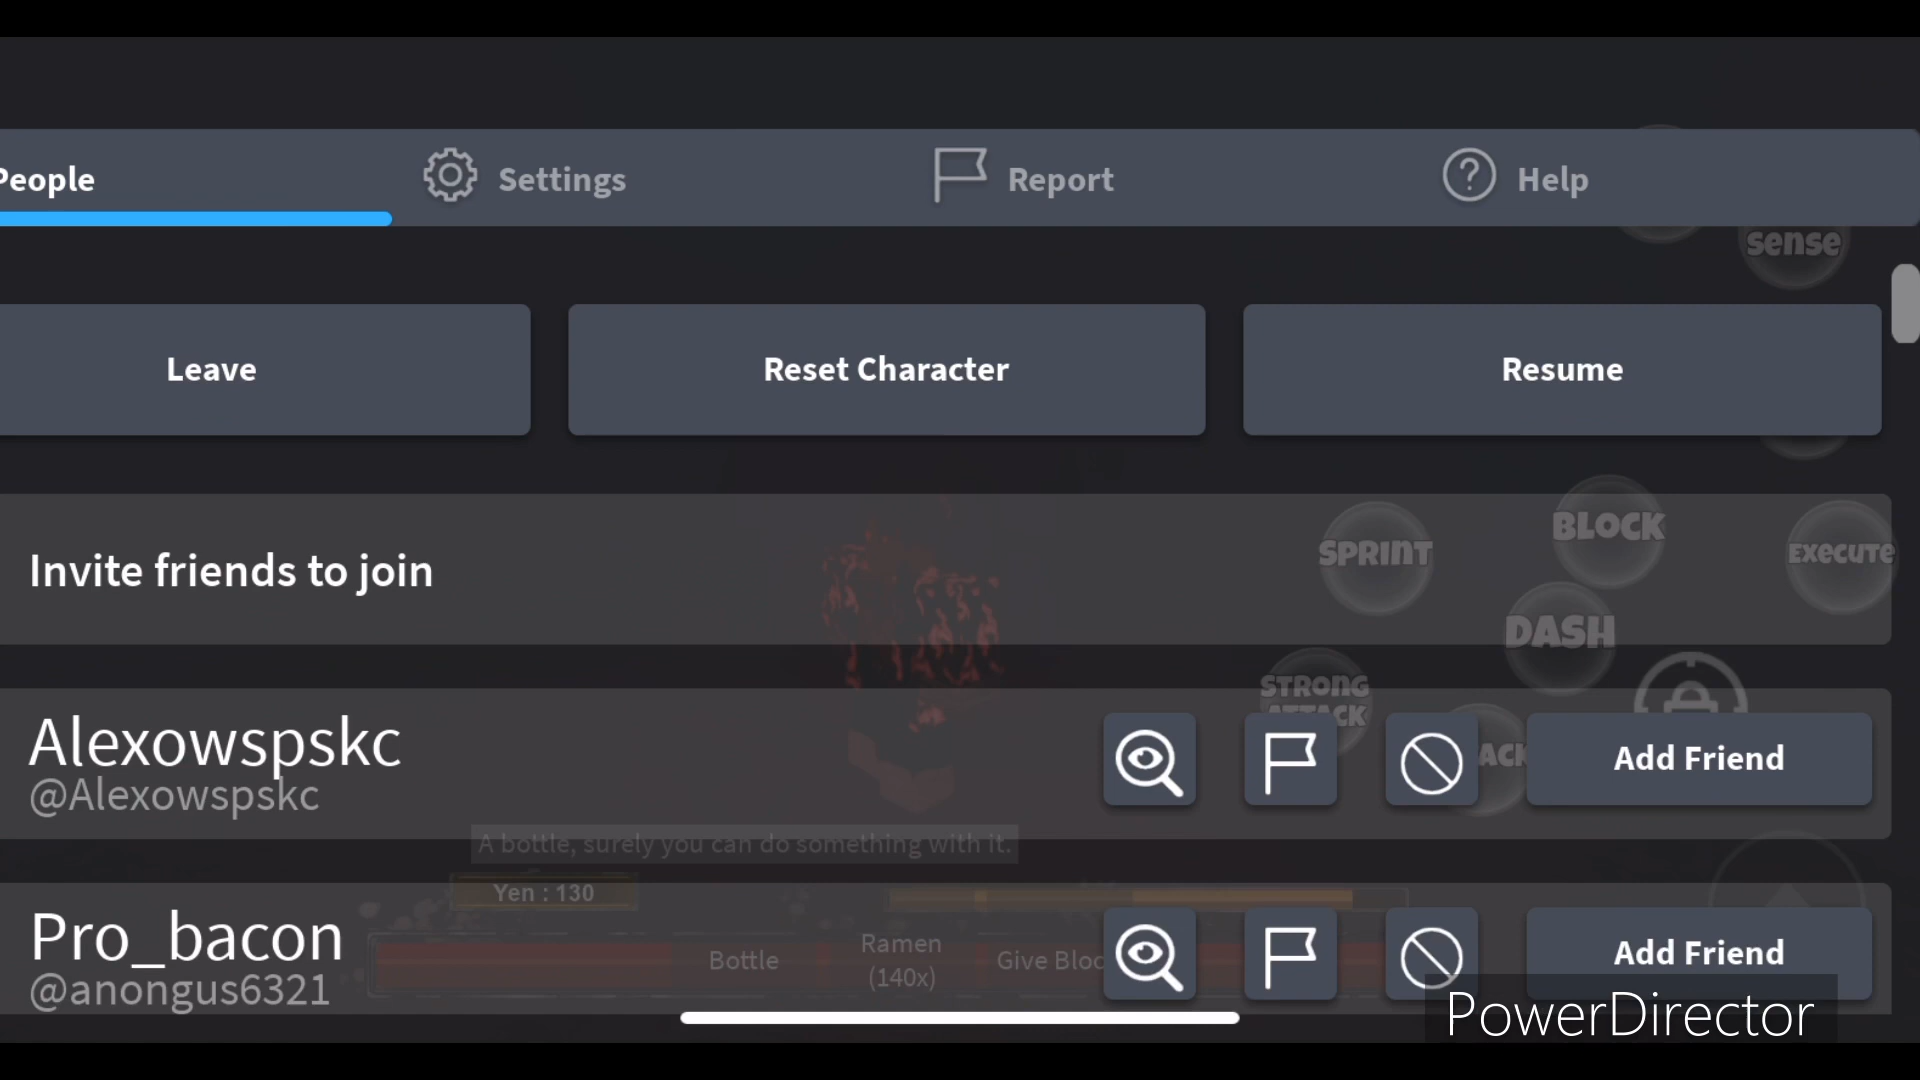 People
Settings
Report
Help
sense
Leave
Reset Character
Resume
Invite friends to join
SPRINT
BLOCK
EXECUTE
DASH
STRONG
Alexowspskc
@Alexowspskc
Add Friend
A bottle, surely you can do something with it.
Yen : 130
Pro_bacon
@anongus6321
Bottle
Ramen
(140x)
Add Friend
PowerDirector